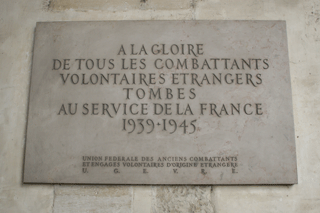 A LA GLOIRE
DE TOUS LES COMBATTANTS
VOLONTAIRES ETRANGERS
TOMBES
AU SERVICE DE LA FRANCE
1939·1945
UNION FEDERALE DES ANCIENS COMBATTANTS
ET ENGAGES VOLONTAIRES D'ORIGINE ETRANGERE
U. G. E. V. R. E.